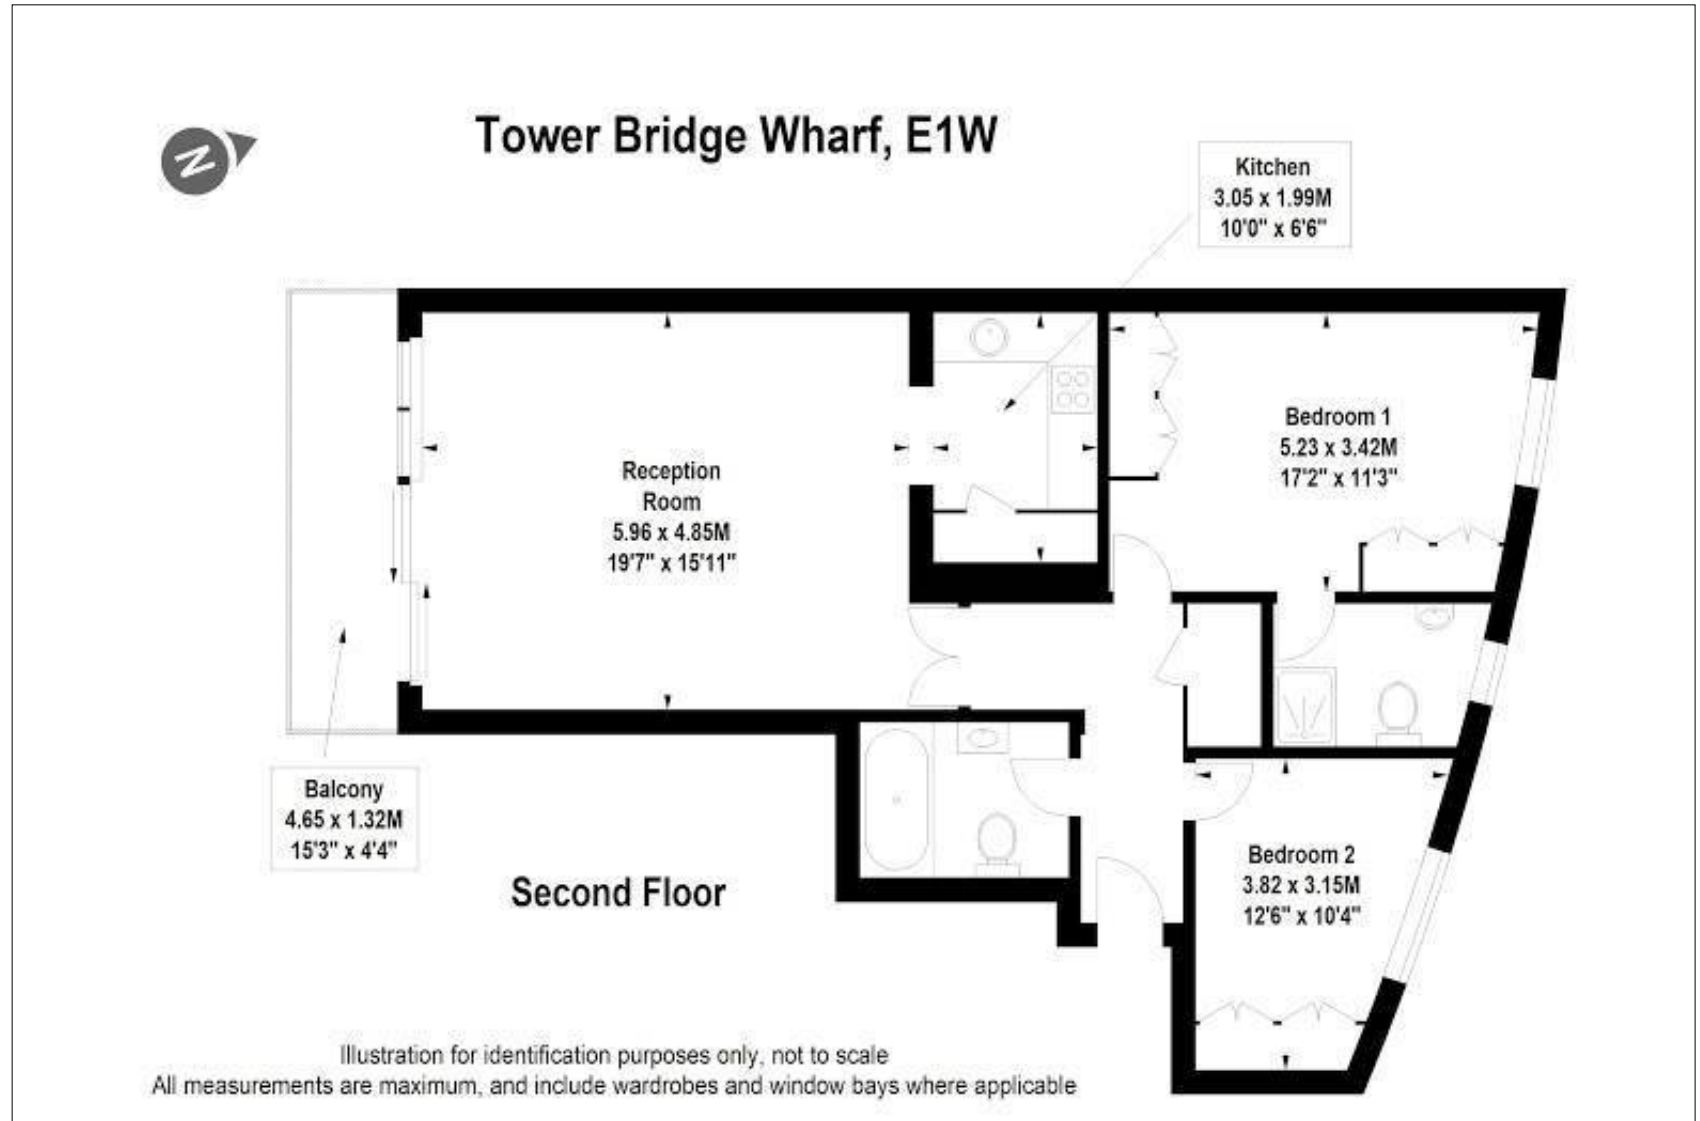 Tower Bridge Wharf, E1W
N
Kitchen
3.05 x 1.99M
10'0" x 6'6"
Bedroom 1
5.23 x 3.42M
17'2" x 11'3"
Reception
Room
5.96 x 4.85M
19'7" x 15'11"
Balcony
4.65 x 1.32M
15'3" x 4'4"
Bedroom 2
3.82 x 3.15M
12'6" x 10'4"
Second Floor
Illustration for identification purposes only, not to scale
All measurements are maximum, and include wardrobes and window bays where applicable